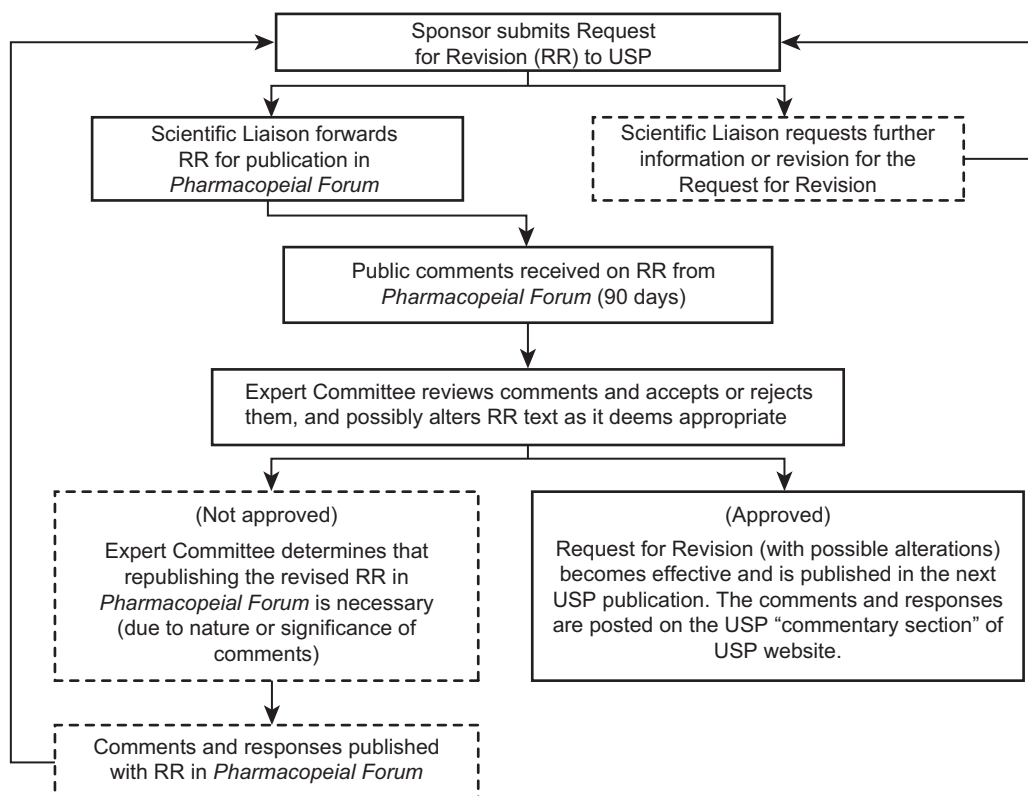 Sponsor submits Request
for Revision (RR) to USP
Scientific Liaison forwards
RR for publication in
Pharmacopeial Forum
Scientific Liaison requests further
information or revision for the
Request for Revision
Public comments received on RR from
Pharmacopeial Forum (90 days)
Expert Committee reviews comments and accepts or rejects
them, and possibly alters RR text as it deems appropriate
(Not approved)
Expert Committee determines that
republishing the revised RR in
Pharmacopeial Forum is necessary
(due to nature or significance of
comments)
(Approved)
Request for Revision (with possible alterations)
becomes effective and is published in the next
USP publication. The comments and responses
are posted on the USP “commentary section” of
USP website.
Comments and responses published
with RR in Pharmacopeial Forum